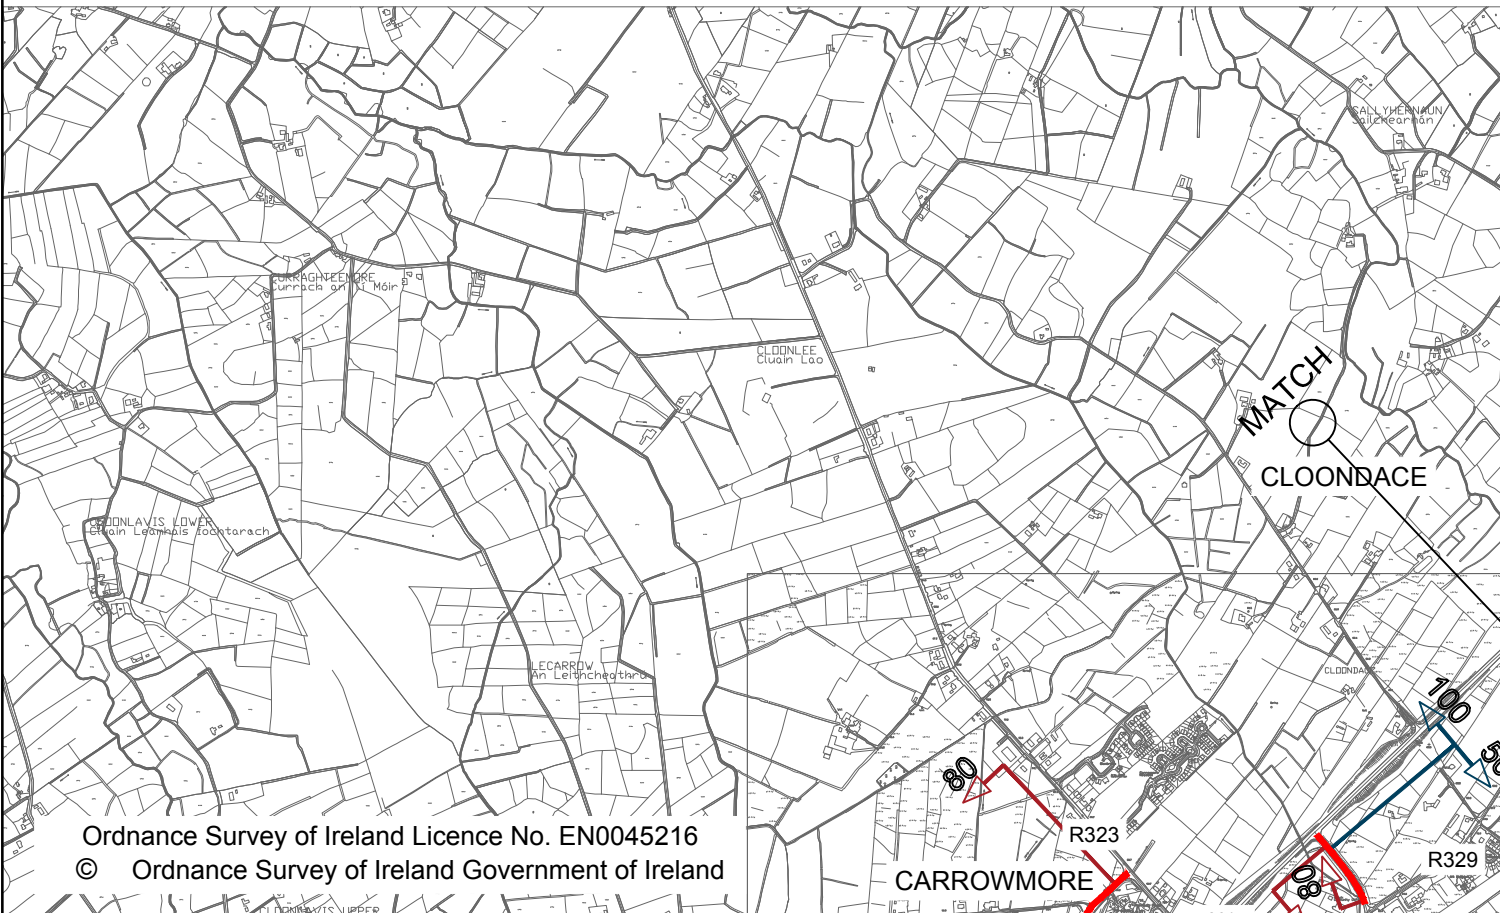 SALLYHERNAUN
Sailchearnán
CURRAGHTEEMORE
Currach an Tí Móir
CLOONLEE
Cluain Lao
MATCH
CLOONDACE
CLOONLAVIS LOWER
Cluain Leamhais Íochtarach
LECARROW
An Leithcheathrú
CLOONDACE
100
50
80
R323
80
R329
CARROWMORE
Ordnance Survey of Ireland Licence No. EN0045216
© Ordnance Survey of Ireland Government of Ireland
CLOONLAVIS UPPER